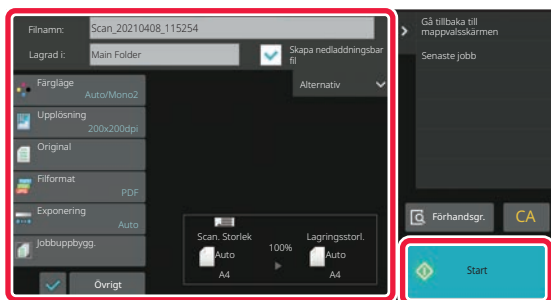 Filnamn:
Scan_20210408_115254
Lagrad i:
Main Folder
Skapa nedladdningsbar
fil
Alternativ
Färgläge
Auto/Mono2
Upplösning
200x200dpi
Original
Filformat
PDF
Exponering
Auto
Jobbuppbygg.
Övrigt
Scan. Storlek
Auto
A4
100%
Lagringsstorl.
Auto
A4
Gå tillbaka till
mappvalsskärmen
Senaste jobb
Förhandsgr.
CA
Start